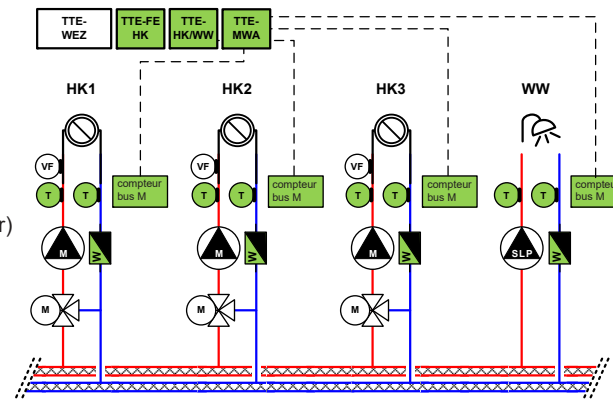 TTE-
WEZ
TTE-FE
HK
TTE-
HK/WW
TTE-
MWA
HK1
HK2
HK3
WW
VF
VF
VF
T
T
compteur
bus M
T
T
compteur
bus M
T
T
compteur
bus M
T
T
compteur
bus M
r)
M
W
M
W
M
W
SLP
W
M
M
M